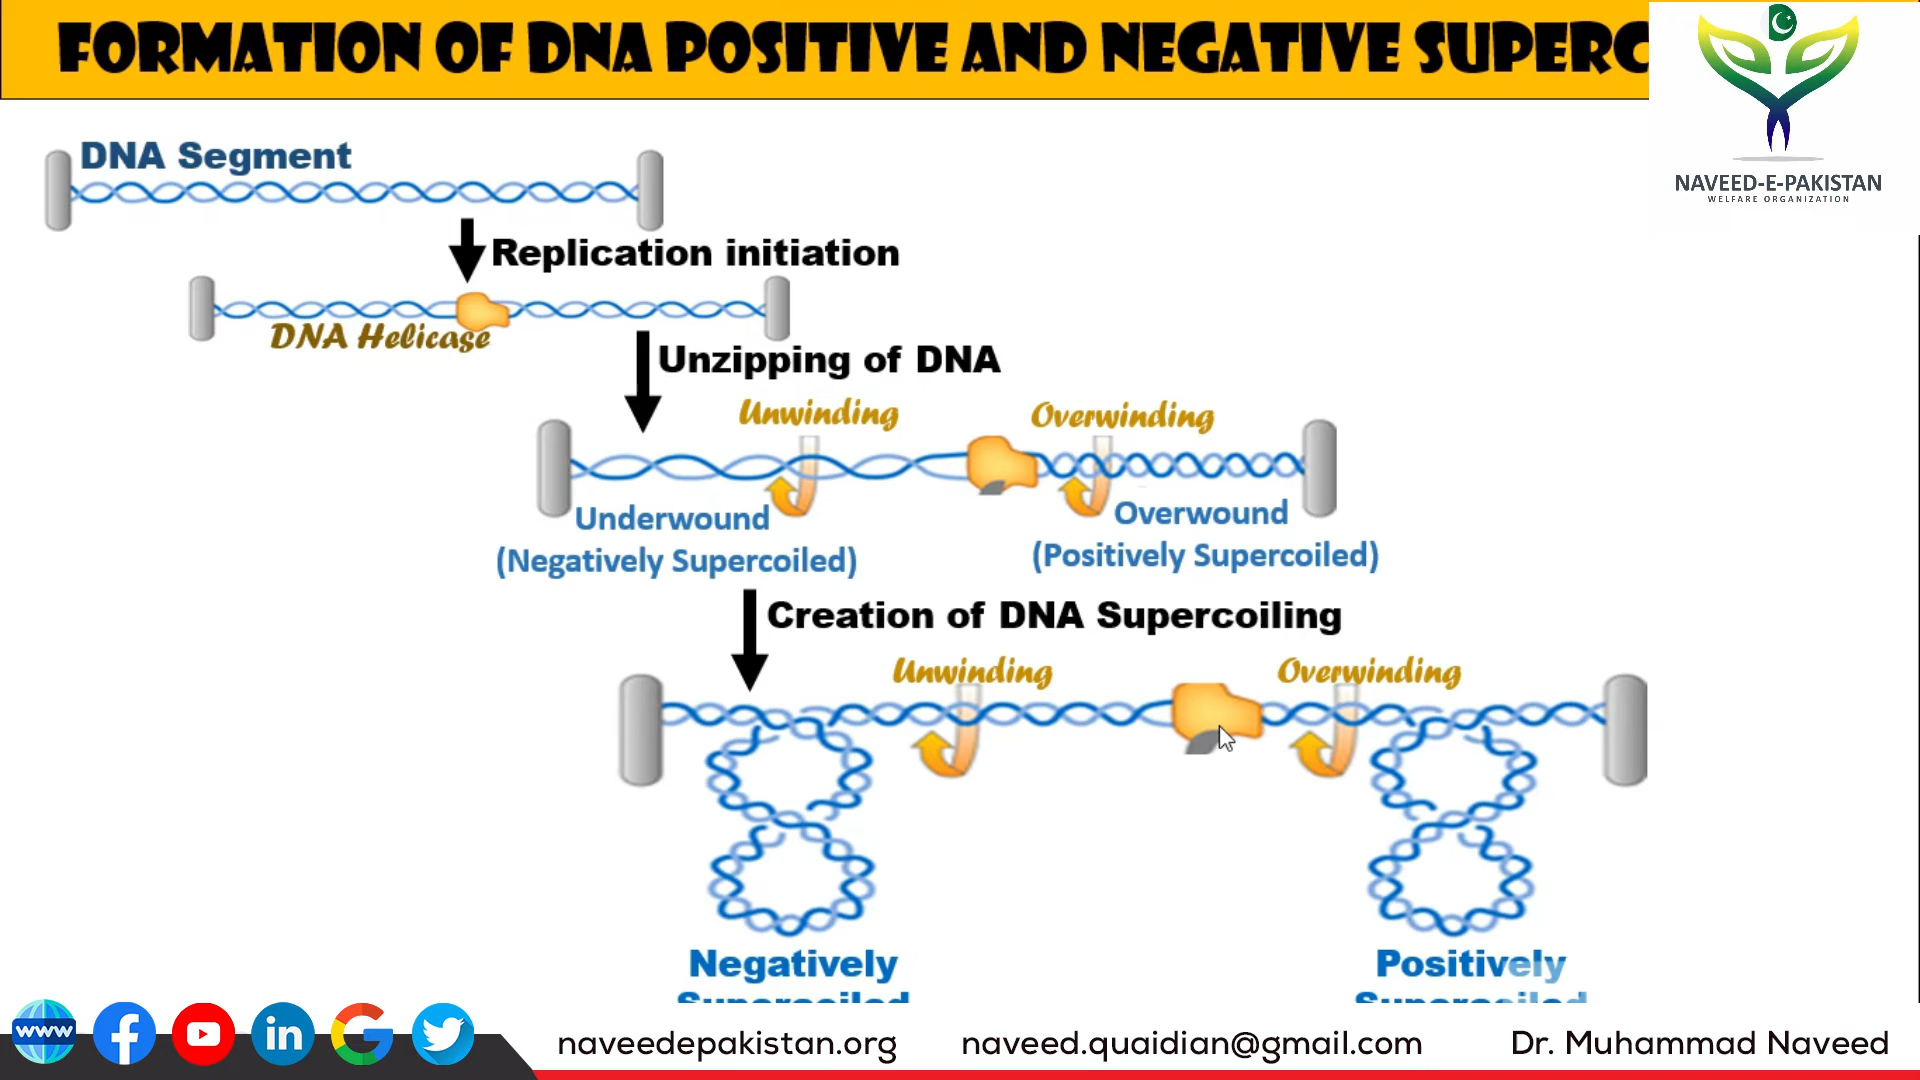 FORMATION OF DNA POSITIVE AND NEGATIVE SUPERC
NAVEED-E-PAKISTAN
WELFARE ORGANIZATION
DNA Segment
Replication initiation
DNA Helicase
Unzipping of DNA
Unwinding
Overwinding
Underwound
(Negatively Supercoiled)
Overwound
(Positively Supercoiled)
Creation of DNA Supercoiling
Unwinding
Overwinding
Negatively
Supercoiled
Positively
Supercoiled
www
naveedepakistan.org
naveed.quaidian@gmail.com
Dr. Muhammad Naveed